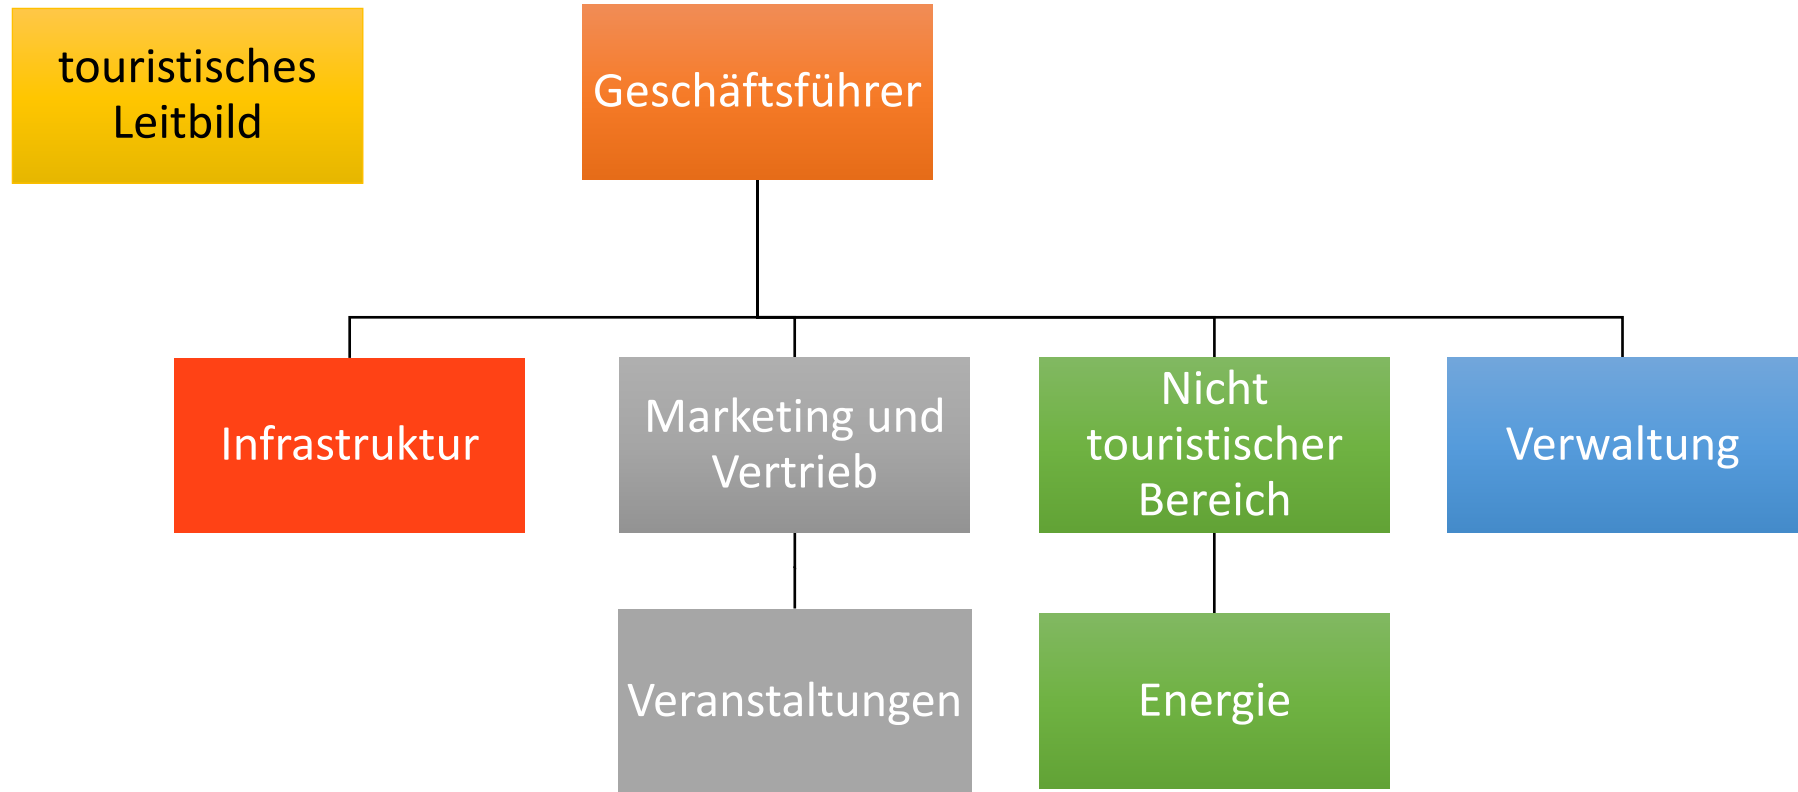 touristisches
Leitbild
Geschäftsführer
Infrastruktur
Marketing und
Vertrieb
Nicht
touristischer
Bereich
Verwaltung
Veranstaltungen
Energie